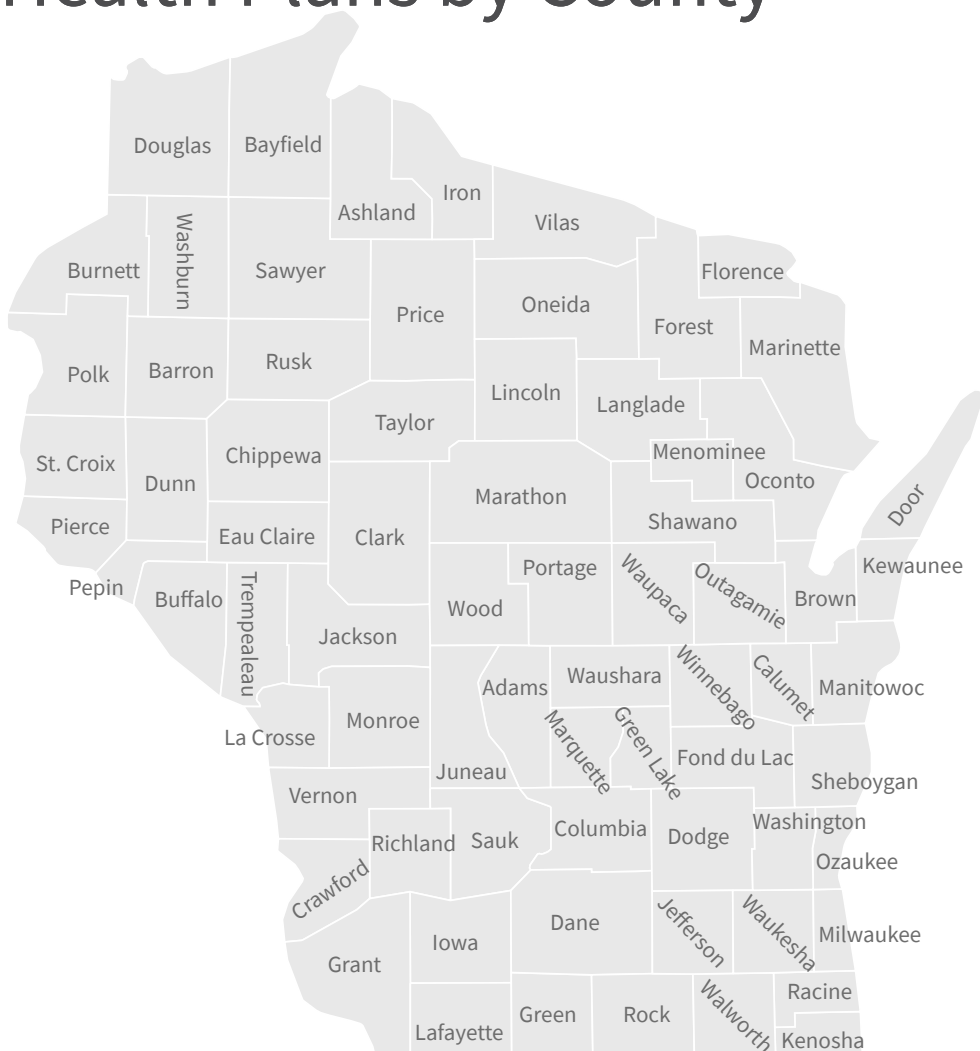 Health Plans by County
Douglas
Bayfield
Ashland
Iron
Vilas
Burnett
Washburn
Sawyer
Price
Oneida
Florence
Forest
Marinette
Polk
Barron
Rusk
Lincoln
Langlade
Taylor
St. Croix
Dunn
Chippewa
Menominee
Oconto
Marathon
Door
Pierce
Eau Claire
Clark
Shawano
Pepin
Buffalo
Trempealeau
Wood
Portage
Waupaca
Outagamie
Brown
Kewaunee
Jackson
Adams
Waushara
Winnebago
Calumet
Manitowoc
La Crosse
Monroe
Juneau
Marquette
Green Lake
Fond du Lac
Sheboygan
Vernon
Richland
Sauk
Columbia
Dodge
Washington
Ozaukee
Crawford
Grant
Iowa
Dane
Jefferson
Waukesha
Milwaukee
Lafayette
Green
Rock
Walworth
Racine
Kenosha